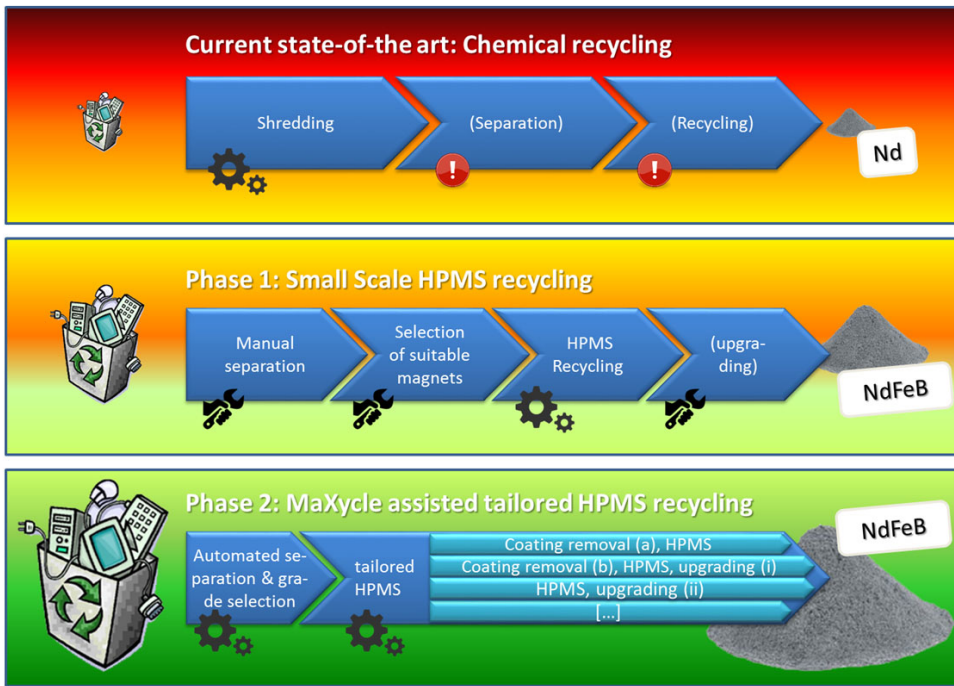 Current state-of-the art: Chemical recycling
Shredding
(Separation)
(Recycling)
!
!
Nd
Phase 1: Small Scale HPMS recycling
Manual
separation
Selection
of suitable
magnets
HPMS
Recycling
(upgra-
ding)
NdFeB
Phase 2: MaXycle assisted tailored HPMS recycling
Automated se-
paration & gra-
de selection
tailored
HPMS
Coating removal (a), HPMS
Coating removal (b), HPMS, upgrading (i)
HPMS, upgrading (ii)
[...]
NdFeB